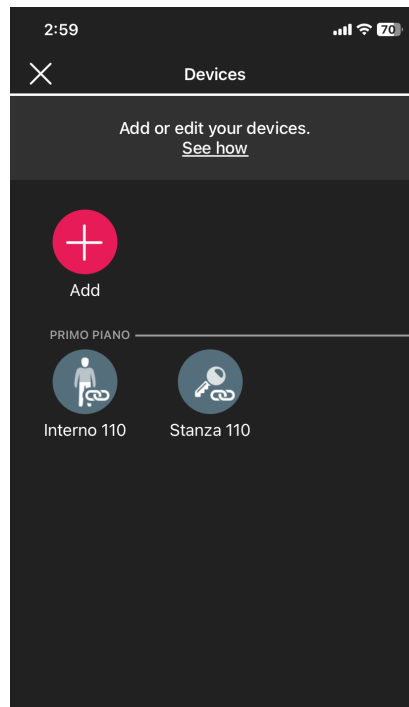 2:59
70
Devices
Add or edit your devices.
See how
Add
PRIMO PIANO
Interno 110
Stanza 110